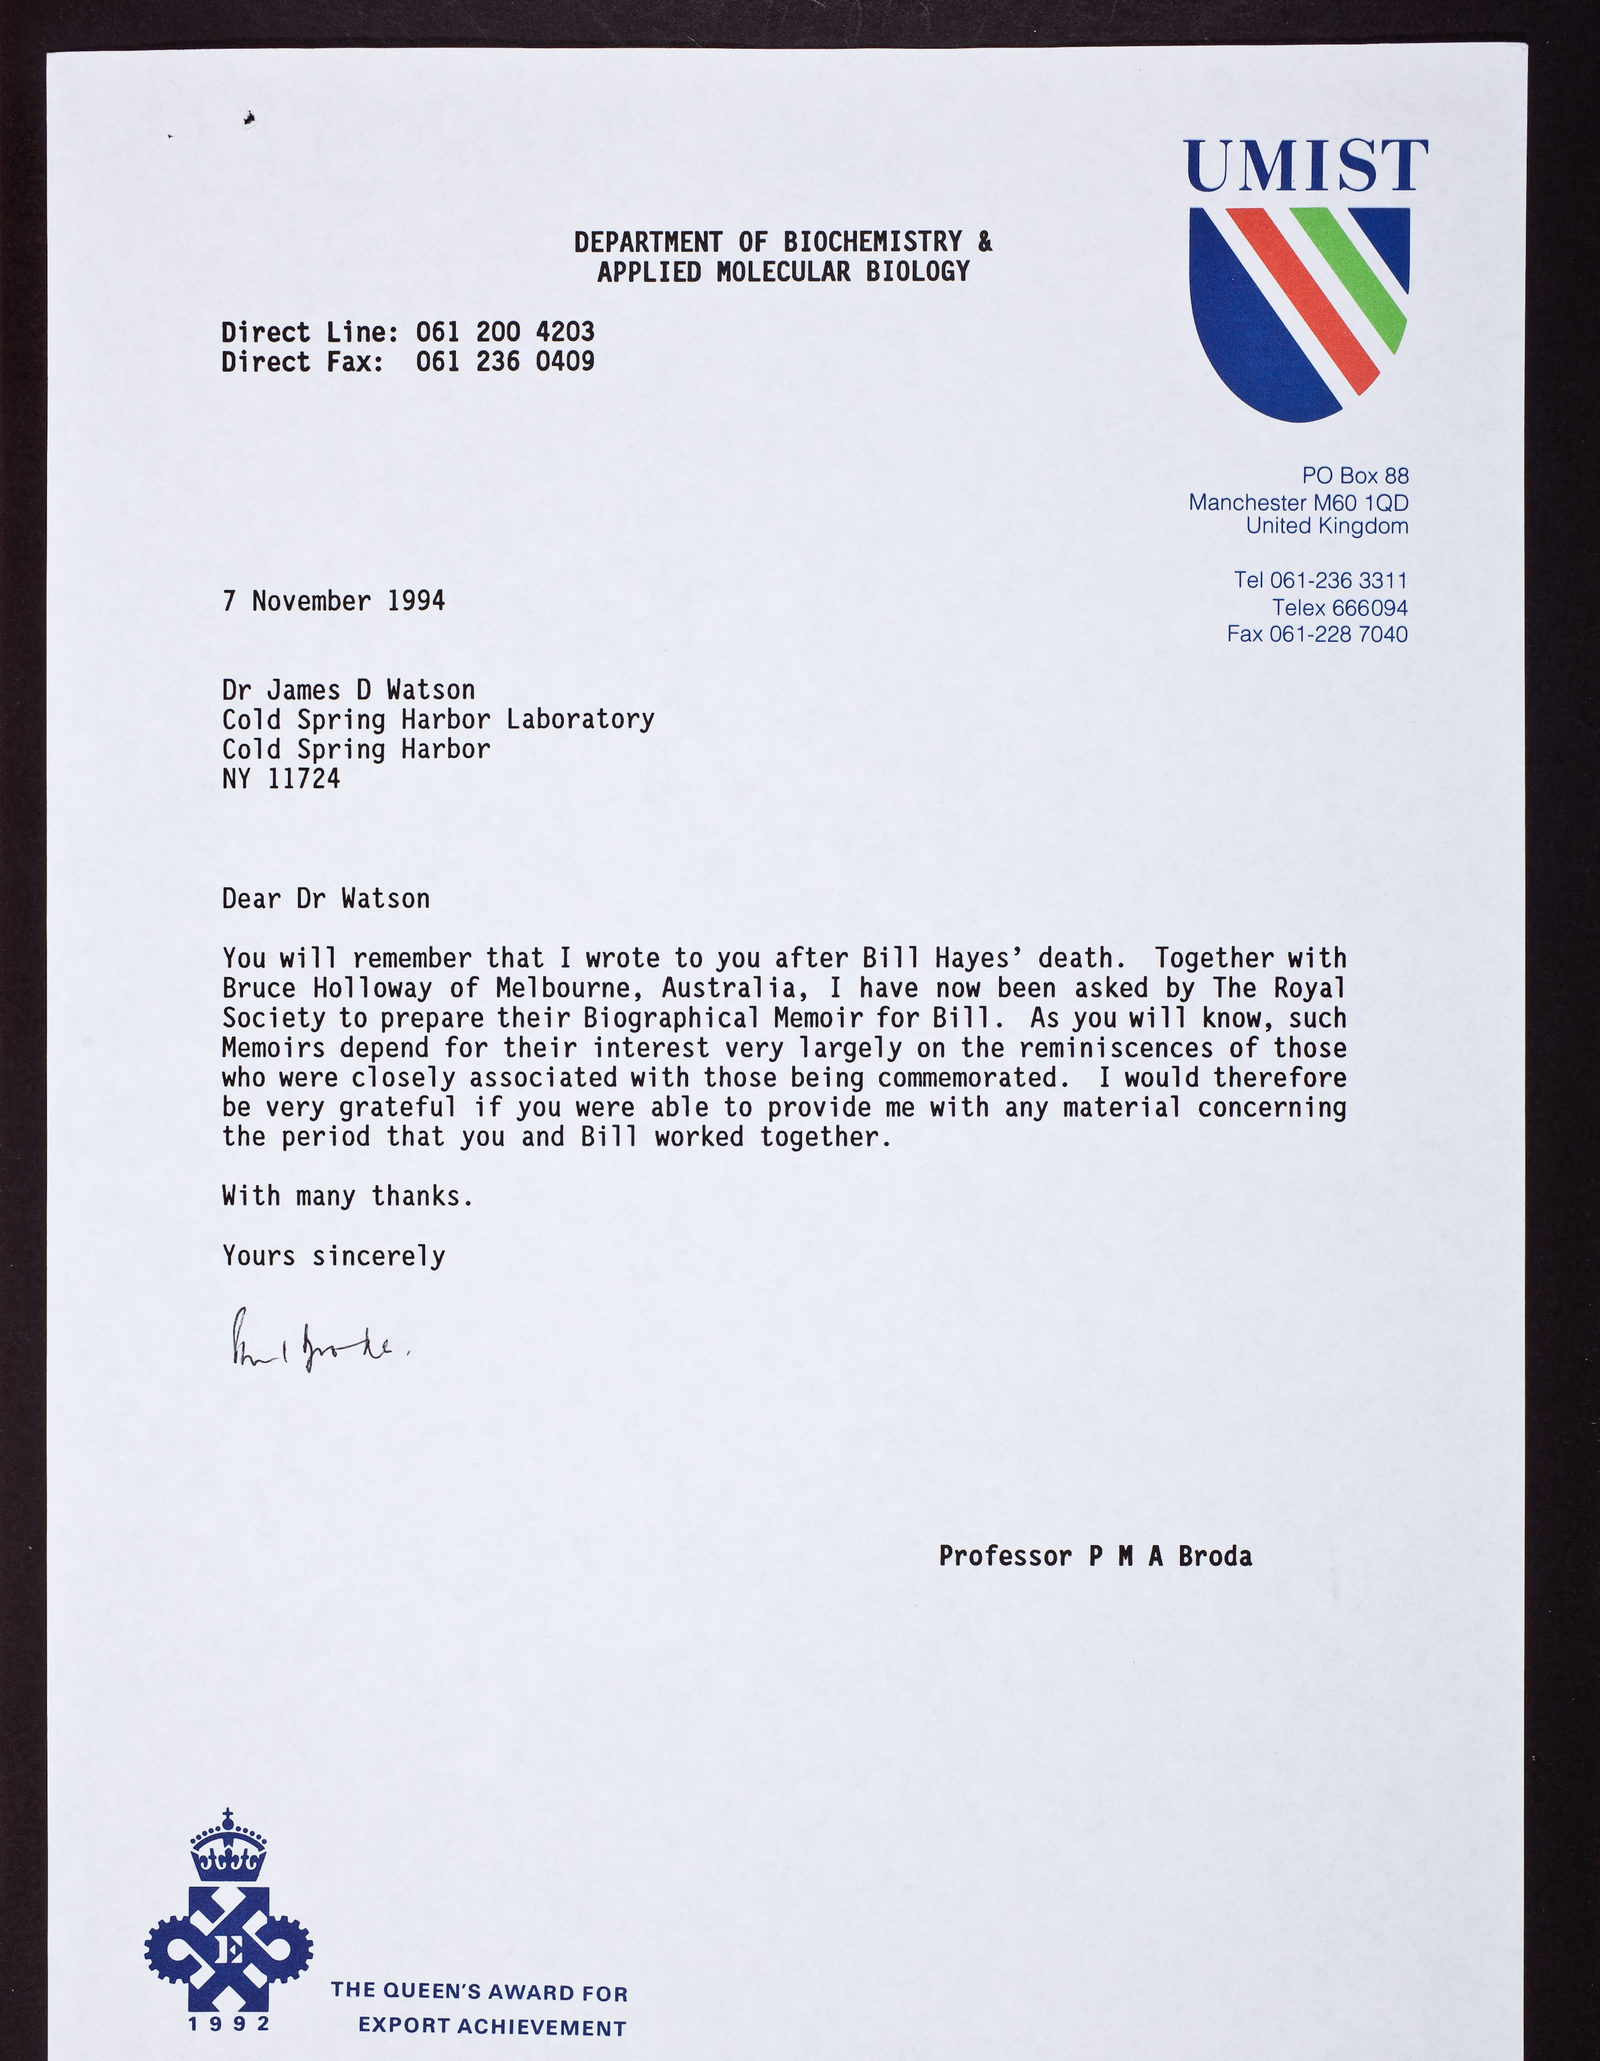 UMIST
DEPARTMENT OF BIOCHEMISTRY &
APPLIED MOLECULAR BIOLOGY
Direct Line: 061 200 4203
Direct Fax: 061 236 0409
PO Box 88
Manchester M60 1QD
United Kingdom
Tel 061-236 3311
Telex 666094
Fax 061-228 7040
7 November 1994
Dr James D Watson
Cold Spring Harbor Laboratory
Cold Spring Harbor
NY 11724
Dear Dr Watson
You will remember that I wrote to you after Bill Hayes' death. Together with
Bruce Holloway of Melbourne, Australia, I have now been asked by The Royal
Society to prepare their Biographical Memoir for Bill. As you will know, such
Memoirs depend for their interest very largely on the reminiscences of those
who were closely associated with those being commemorated. I would therefore
be very grateful if you were able to provide me with any material concerning
the period that you and Bill worked together.
With many thanks.
Yours sincerely
Paul Broda.
Professor P M A Broda
E
1992
THE QUEEN'S AWARD FOR
EXPORT ACHIEVEMENT